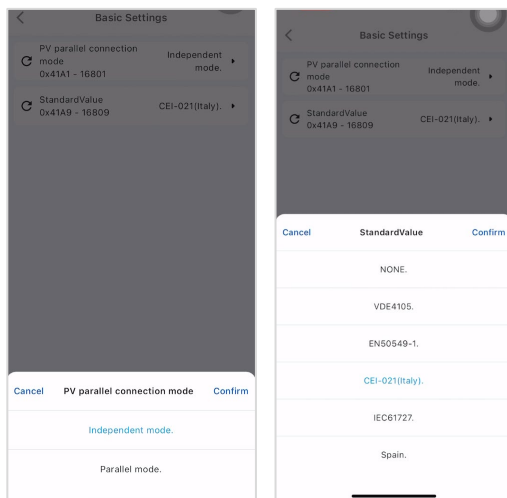 Basic Settings
PV parallel connection
mode
0x41A1 - 16801
Independent
mode.
StandardValue
0x41A9 - 16809
CEI-021(Italy).
Cancel
PV parallel connection mode
Confirm
Independent mode.
Parallel mode.
Basic Settings
PV parallel connection
mode
0x41A1 - 16801
Independent
mode.
StandardValue
0x41A9 - 16809
CEI-021(Italy).
Cancel
StandardValue
Confirm
NONE.
VDE4105.
EN50549-1.
CEI-021(Italy).
IEC61727.
Spain.